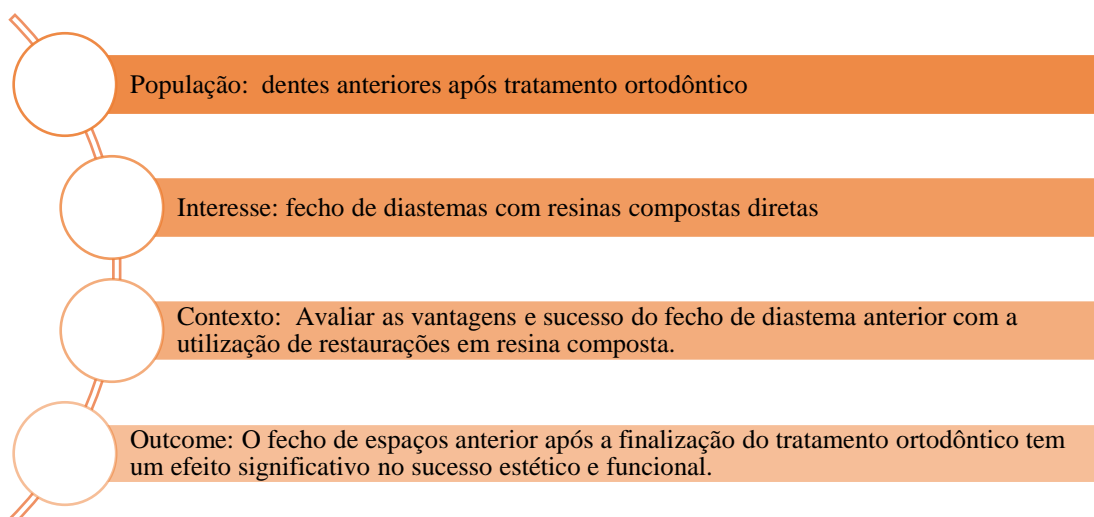 População:  dentes anteriores após tratamento ortodôntico
Interesse: fecho de diastemas com resinas compostas diretas
Contexto:  Avaliar as vantagens e sucesso do fecho de diastema anterior com a
utilização de restaurações em resina composta.
Outcome: O fecho de espaços anterior após a finalização do tratamento ortodôntico tem
um efeito significativo no sucesso estético e funcional.